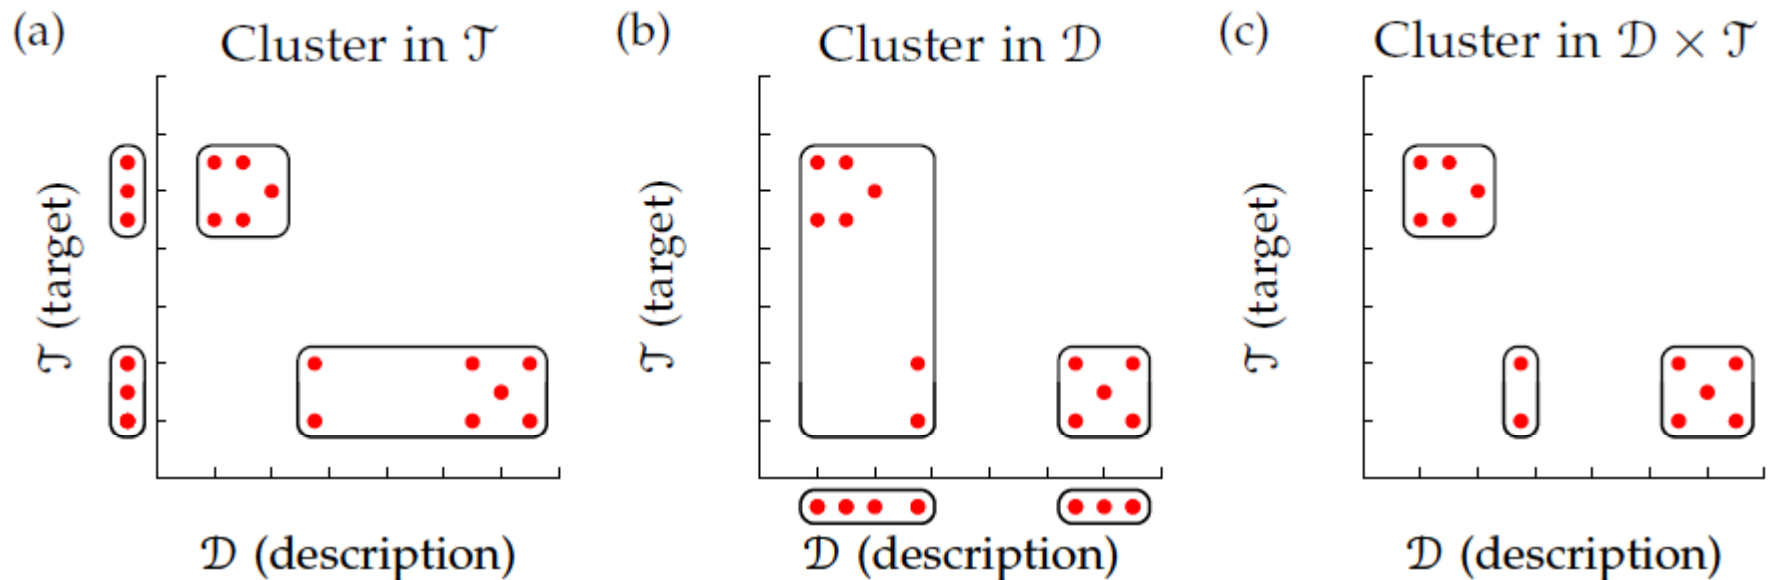 (a) Cluster in 𝒯
𝒯 (target)
𝒟 (description)
(b) Cluster in 𝒟
𝒯 (target)
𝒟 (description)
(c) Cluster in 𝒟 × 𝒯
𝒯 (target)
𝒟 (description)